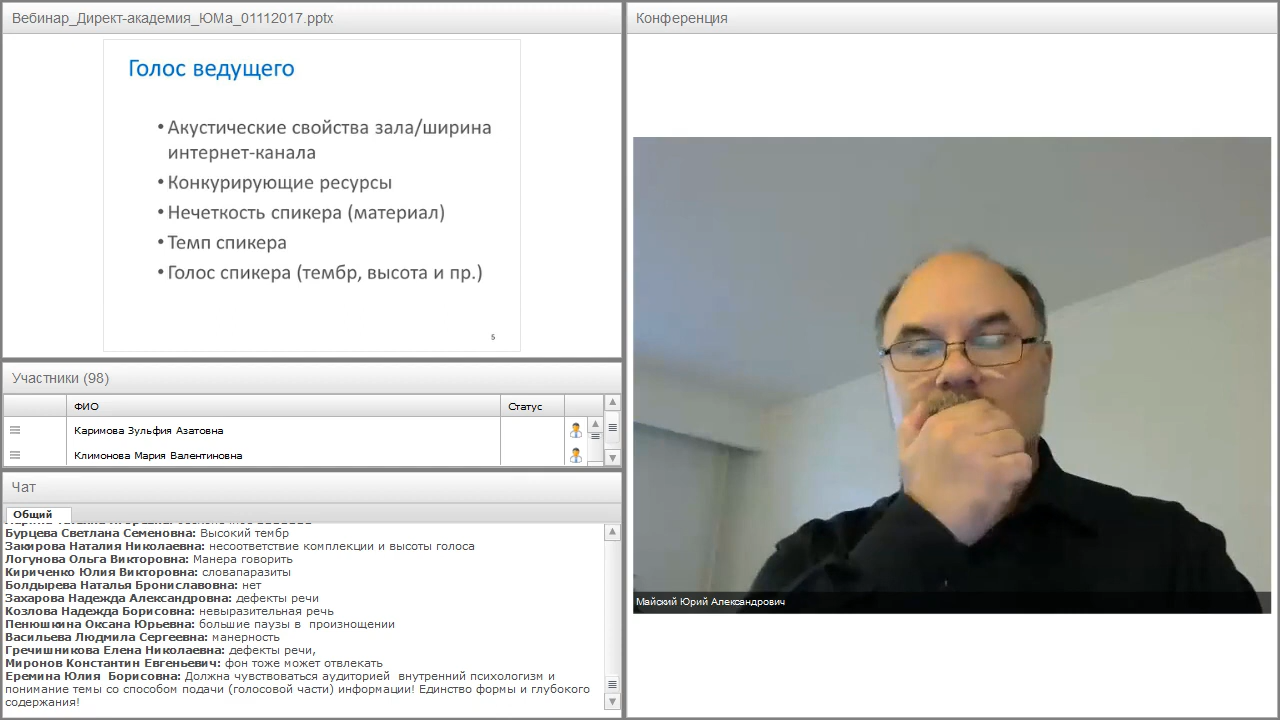 Вебинар_Директ-академия_ЮМа_01112017.pptx
Голос ведущего
• Акустические свойства зала/ширина
интернет-канала
• Конкурирующие ресурсы
• Нечеткость спикера (материал)
• Темп спикера
• Голос спикера (тембр, высота и пр.)
5
Участники (98)
ФИО
Статус
Каримова Зульфия Азатовна
Климонова Мария Валентиновна
Чат
Общий
Бурцева Светлана Семеновна: Высокий тембр
Закирова Наталия Николаевна: несоответствие комплекции и высоты голоса
Логунова Ольга Викторовна: Манера говорить
Кириченко Юлия Викторовна: словапаразиты
Болдырева Наталья Брониславовна: нет
Захарова Надежда Александровна: дефекты речи
Козлова Надежда Борисовна: невыразительная речь
Пенюшкина Оксана Юрьевна: большие паузы в произнощении
Васильева Людмила Сергеевна: манерность
Гречишникова Елена Николаевна: дефекты речи,
Миронов Константин Евгеньевич: фон тоже может отвлекать
Еремина Юлия Борисовна: Должна чувствоваться аудиторией внутренний психологизм и
понимание темы со способом подачи (голосовой части) информации! Единство формы и глубокого
содержания!
Конференция
Майский Юрий Александрович